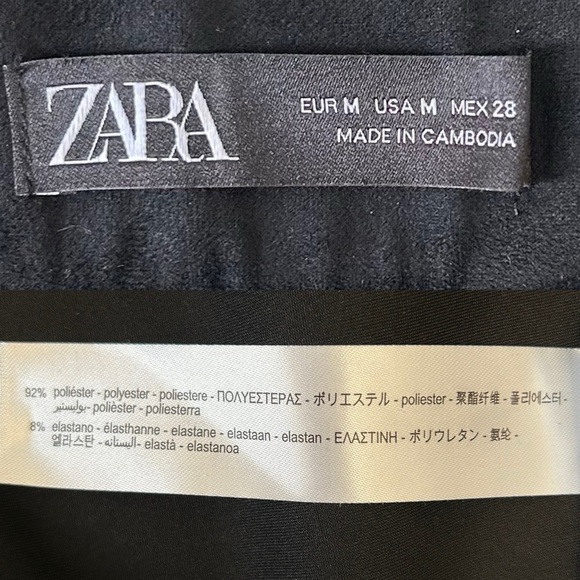 ZARA
EUR M USA M MEX 28
MADE IN CAMBODIA
92% poliéster - polyester - poliestere - ΠΟΛΥΕΣΤΕΡΑΣ - ポリエステル - poliester - 聚酯纤维 - 폴리에스터 -
بوليستير - polièster - poliesterra
8% elastano - élasthanne - elastane - elastaan - elastan - ΕΛΑΣΤΙΝΗ - ポリウレタン - 氨纶 -
엘라스탄 - اليستانه - elastà - elastanoa